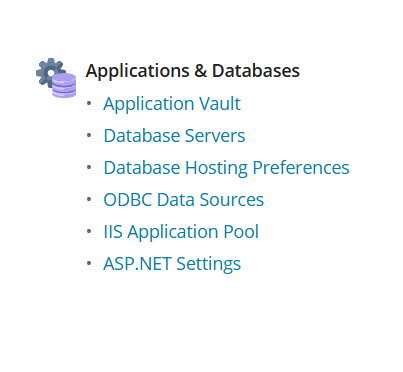 Applications & Databases
• Application Vault
• Database Servers
• Database Hosting Preferences
• ODBC Data Sources
• IIS Application Pool
• ASP.NET Settings